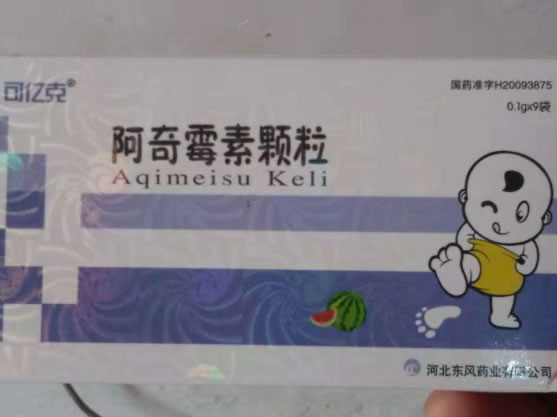 可亿克®
国药准字H20093875
0.1gx9袋
阿奇霉素颗粒
Aqimeisu Keli
河北东风药业有限公司